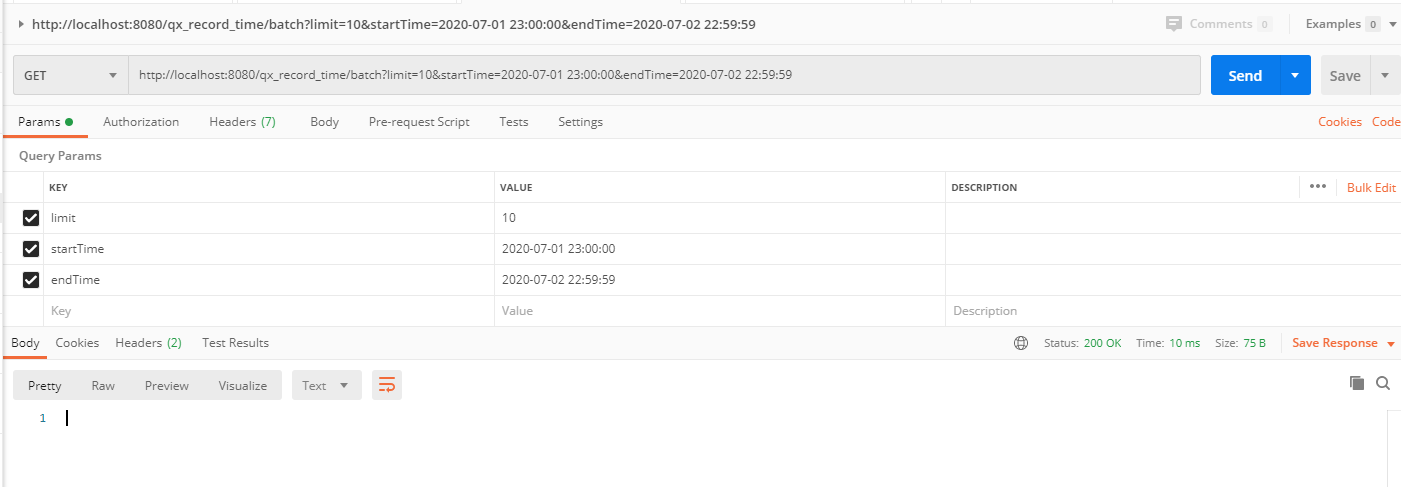 http://localhost:8080/qx_record_time/batch?limit=10&startTime=2020-07-01 23:00:00&endTime=2020-07-02 22:59:59 Comments 0 Examples 0
GET http://localhost:8080/qx_record_time/batch?limit=10&startTime=2020-07-01 23:00:00&endTime=2020-07-02 22:59:59 Send Save
Params Authorization Headers (7) Body Pre-request Script Tests Settings Cookies Code
Query Params
KEY VALUE DESCRIPTION ••• Bulk Edit
limit 10
startTime 2020-07-01 23:00:00
endTime 2020-07-02 22:59:59
Key Value Description
Body Cookies Headers (2) Test Results Status: 200 OK Time: 10 ms Size: 75 B Save Response
Pretty Raw Preview Visualize Text
1